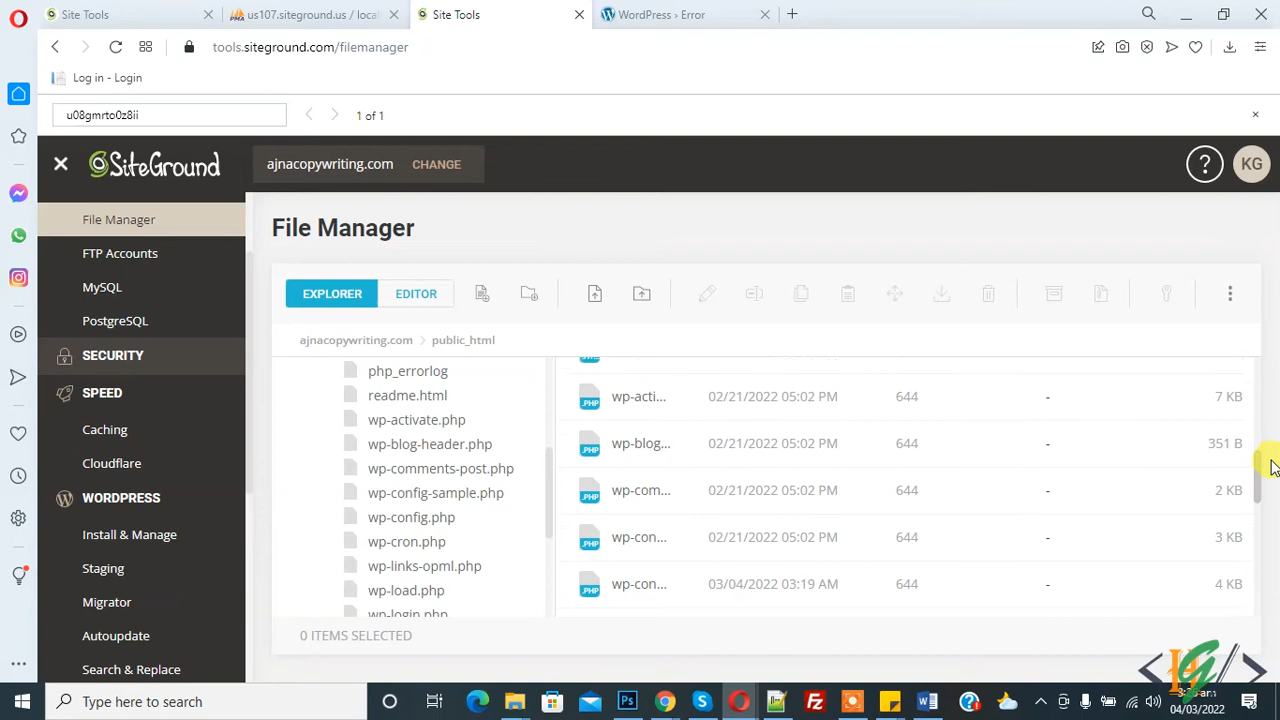 Site Tools
us107.siteground.us / local
Site Tools
WordPress › Error
tools.siteground.com/filemanager
Log in - Login
u08gmrto0z8ii
1 of 1
SiteGround
ajnacopywriting.com CHANGE
? KG
File Manager
FTP Accounts
MySQL
PostgreSQL
SECURITY
SPEED
Caching
Cloudflare
WORDPRESS
Install & Manage
Staging
Migrator
Autoupdate
Search & Replace
File Manager
EXPLORER EDITOR
ajnacopywriting.com > public_html
php_errorlog
readme.html
wp-activate.php
wp-blog-header.php
wp-comments-post.php
wp-config-sample.php
wp-config.php
wp-cron.php
wp-links-opml.php
wp-load.php
wp-login.php
wp-acti... 02/21/2022 05:02 PM 644 - 7 KB
wp-blog... 02/21/2022 05:02 PM 644 - 351 B
wp-com... 02/21/2022 05:02 PM 644 - 2 KB
wp-con... 02/21/2022 05:02 PM 644 - 3 KB
wp-con... 03/04/2022 03:19 AM 644 - 4 KB
0 ITEMS SELECTED
Type here to search
04/03/2022